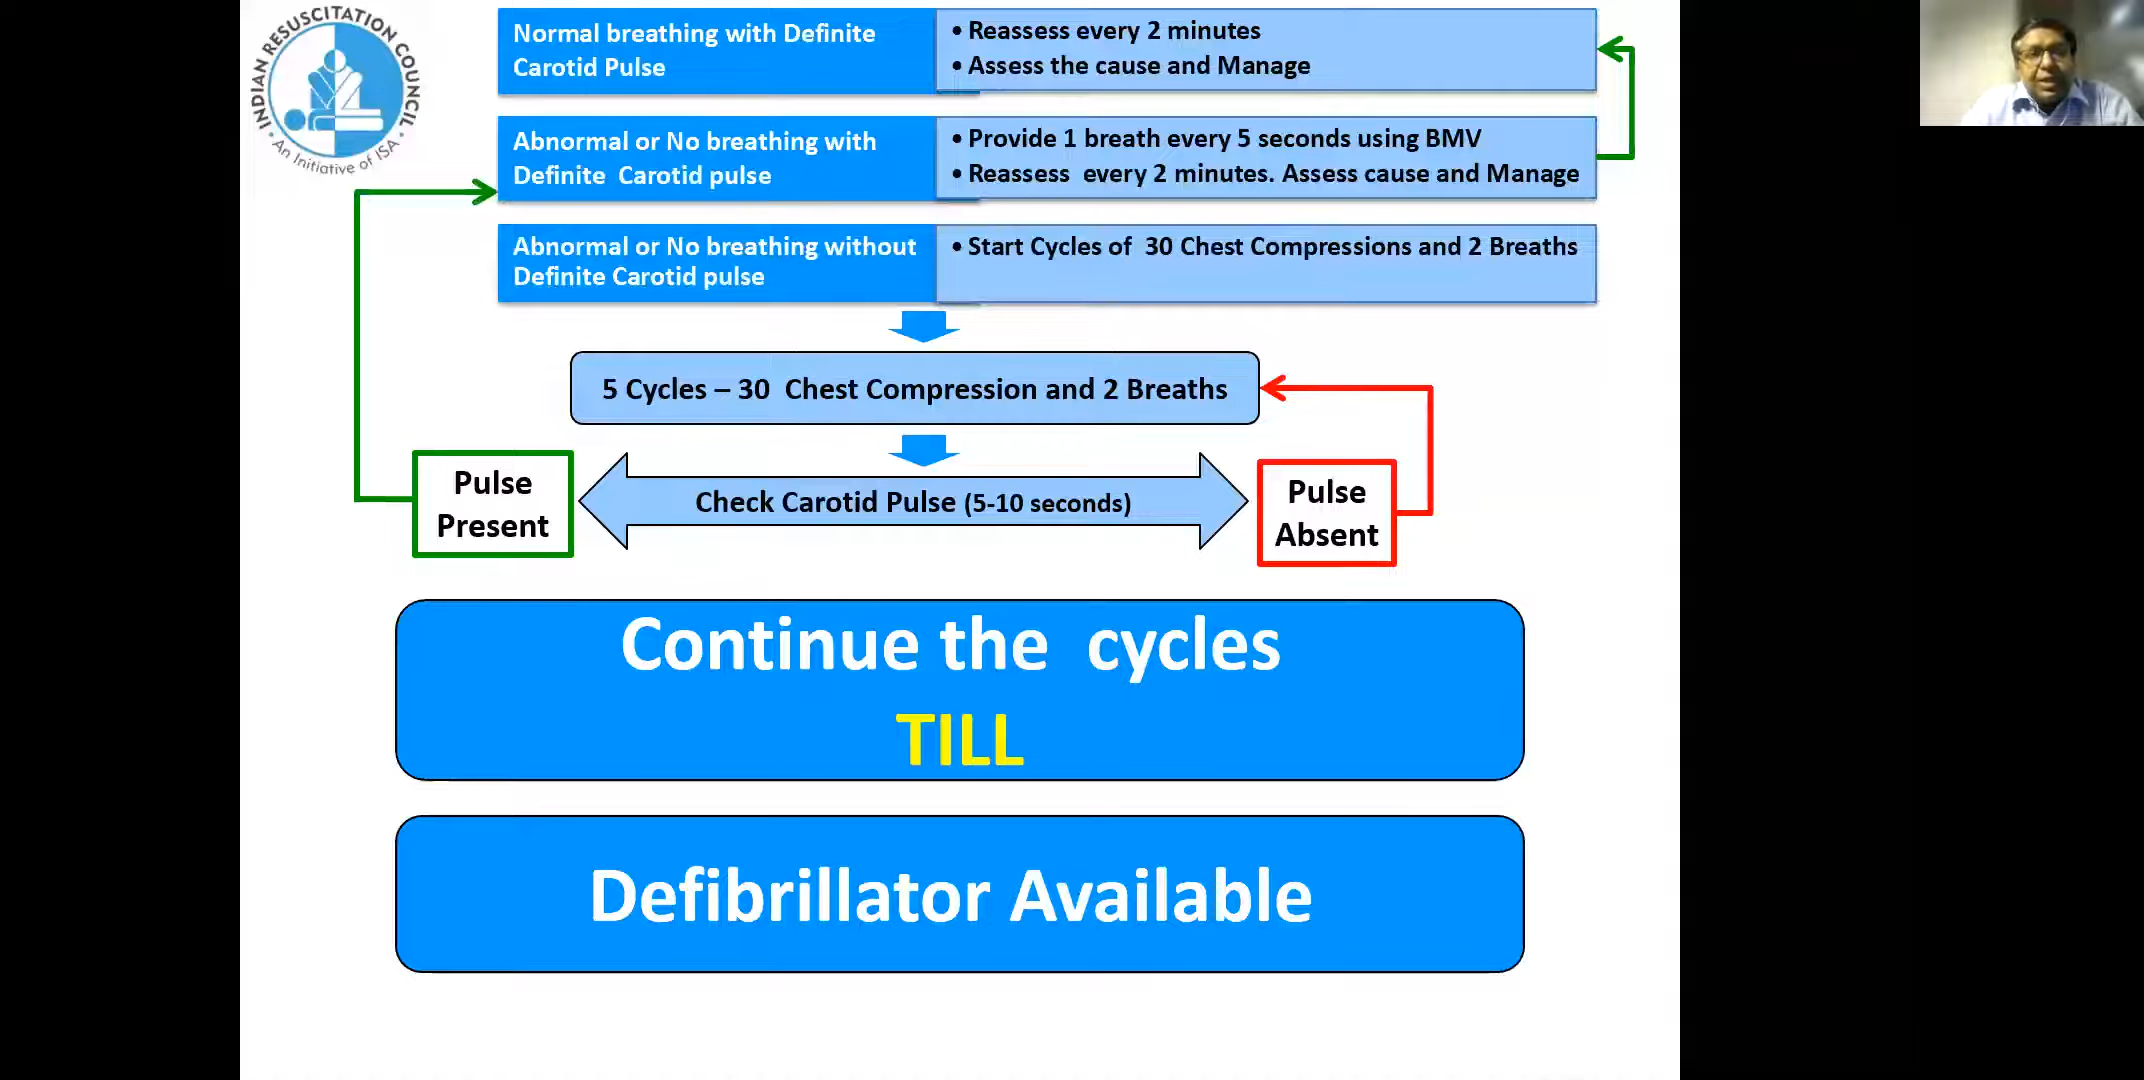 INDIAN RESUSCITATION COUNCIL
An Initiative of ISA
Normal breathing with Definite
Carotid Pulse
• Reassess every 2 minutes
• Assess the cause and Manage
Abnormal or No breathing with
Definite Carotid pulse
• Provide 1 breath every 5 seconds using BMV
• Reassess every 2 minutes. Assess cause and Manage
Abnormal or No breathing without
Definite Carotid pulse
• Start Cycles of 30 Chest Compressions and 2 Breaths
5 Cycles – 30 Chest Compression and 2 Breaths
Pulse
Present
Check Carotid Pulse (5-10 seconds)
Pulse
Absent
Continue the cycles
TILL
Defibrillator Available